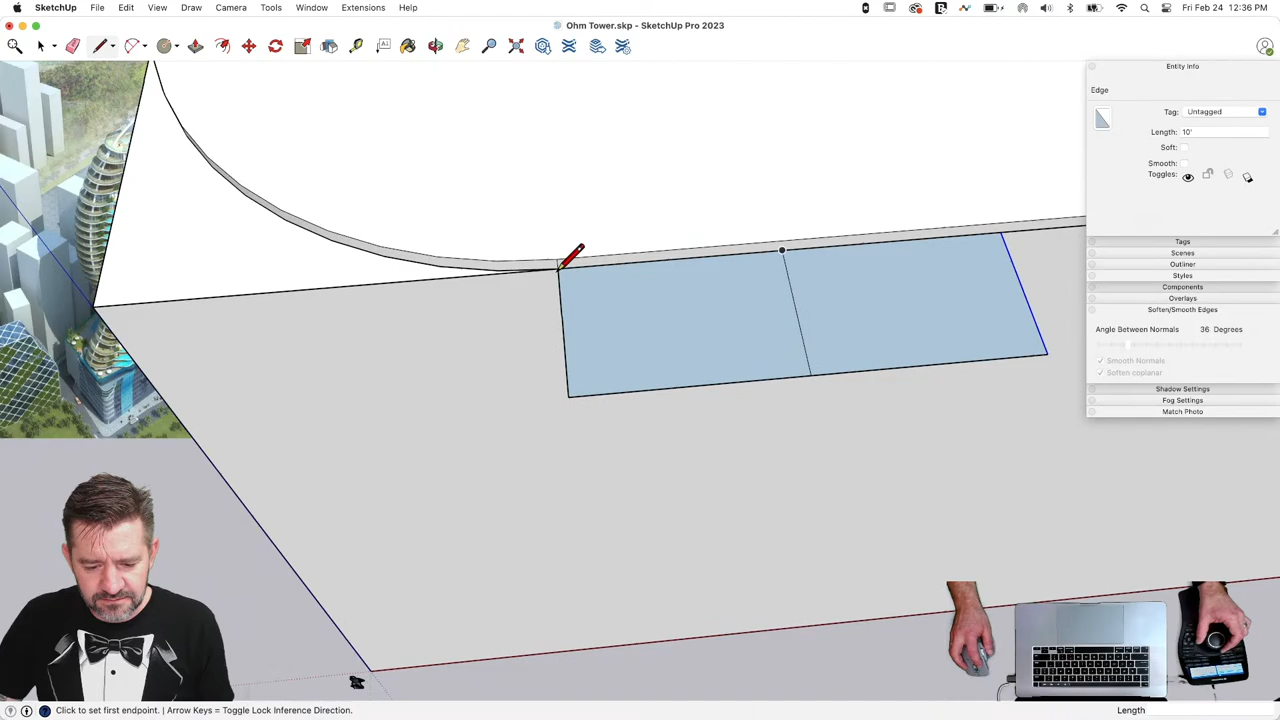 SketchUp File Edit View Draw Camera Tools Window Extensions Help Fri Feb 24 12:36 PM
Ohm Tower.skp - SketchUp Pro 2023
Entity Info
Edge
Tag: Untagged
Length: 10'
Soft:
Smooth:
Toggles:
Tags
Scenes
Outliner
Styles
Components
Overlays
Soften/Smooth Edges
Angle Between Normals 36 Degrees
Smooth Normals
Soften coplanar
Shadow Settings
Fog Settings
Match Photo
Click to set first endpoint. | Arrow Keys = Toggle Lock Inference Direction. Length